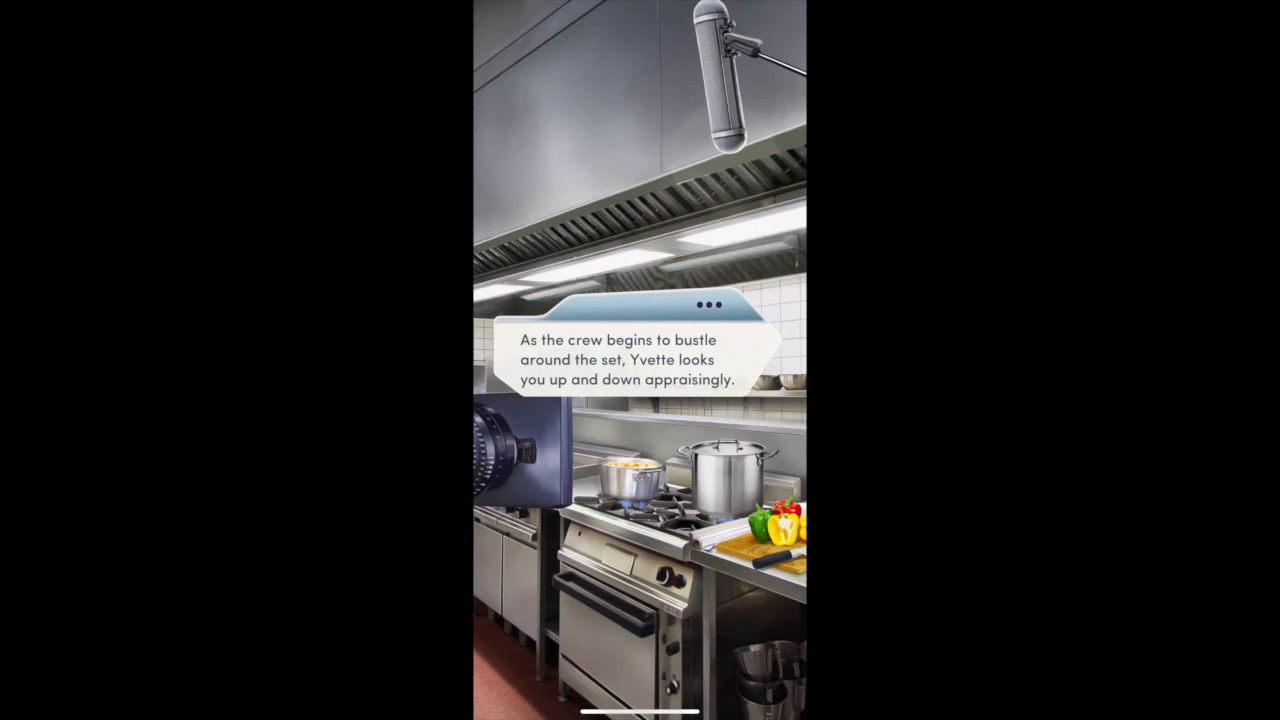 As the crew begins to bustle
around the set, Yvette looks
you up and down appraisingly.